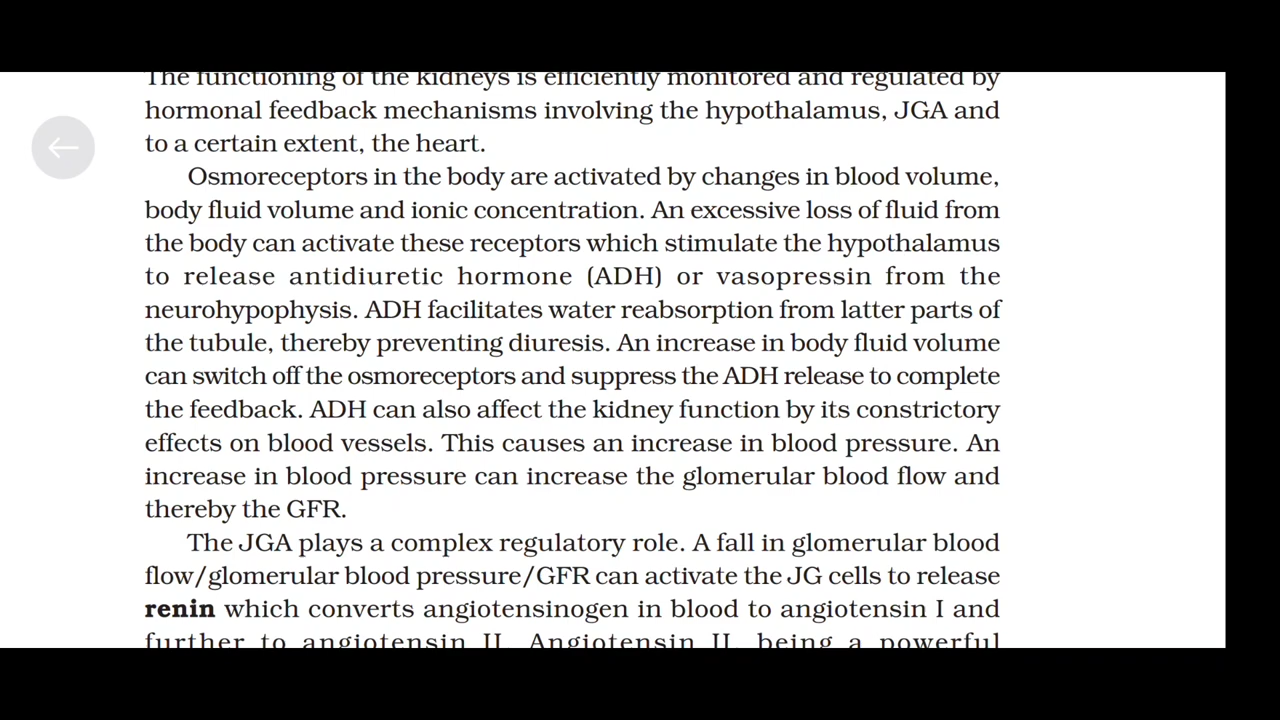 The functioning of the kidneys is efficiently monitored and regulated by
hormonal feedback mechanisms involving the hypothalamus, JGA and
to a certain extent, the heart.
Osmoreceptors in the body are activated by changes in blood volume,
body fluid volume and ionic concentration. An excessive loss of fluid from
the body can activate these receptors which stimulate the hypothalamus
to release antidiuretic hormone (ADH) or vasopressin from the
neurohypophysis. ADH facilitates water reabsorption from latter parts of
the tubule, thereby preventing diuresis. An increase in body fluid volume
can switch off the osmoreceptors and suppress the ADH release to complete
the feedback. ADH can also affect the kidney function by its constrictory
effects on blood vessels. This causes an increase in blood pressure. An
increase in blood pressure can increase the glomerular blood flow and
thereby the GFR.
The JGA plays a complex regulatory role. A fall in glomerular blood
flow/glomerular blood pressure/GFR can activate the JG cells to release
renin which converts angiotensinogen in blood to angiotensin I and
further to angiotensin II. Angiotensin II, being a powerful